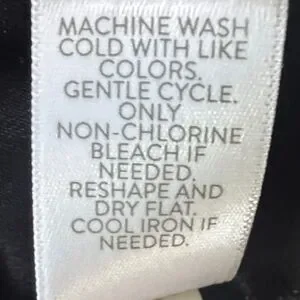 MACHINE WASH
COLD WITH LIKE
COLORS.
GENTLE CYCLE.
ONLY
NON-CHLORINE
BLEACH IF
NEEDED.
RESHAPE AND
DRY FLAT.
COOL IRON IF
NEEDED.